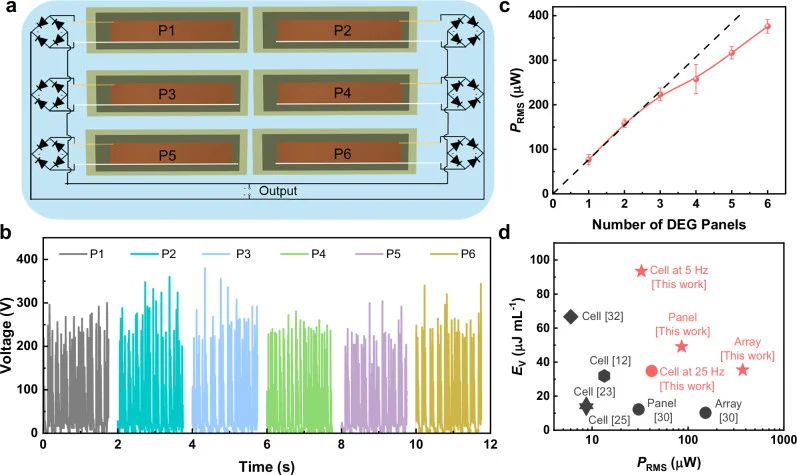 a
P1
P2
P3
P4
P5
P6
Output
b
P1 P2 P3 P4 P5 P6
Voltage (V)
400
300
200
100
0
0 2 4 6 8 10 12
Time (s)
c
P_RMS (μW)
400
300
200
100
0
0 1 2 3 4 5 6
Number of DEG Panels
d
E_V (μJ mL⁻¹)
100
80
60
40
20
0
Cell at 5 Hz
[This work]
Cell [32]
Panel
[This work]
Array
[This work]
Cell [12]
Cell at 25 Hz
[This work]
Cell [23]
Cell [25]
Panel
[30]
Array
[30]
10 100 1000
P_RMS (μW)